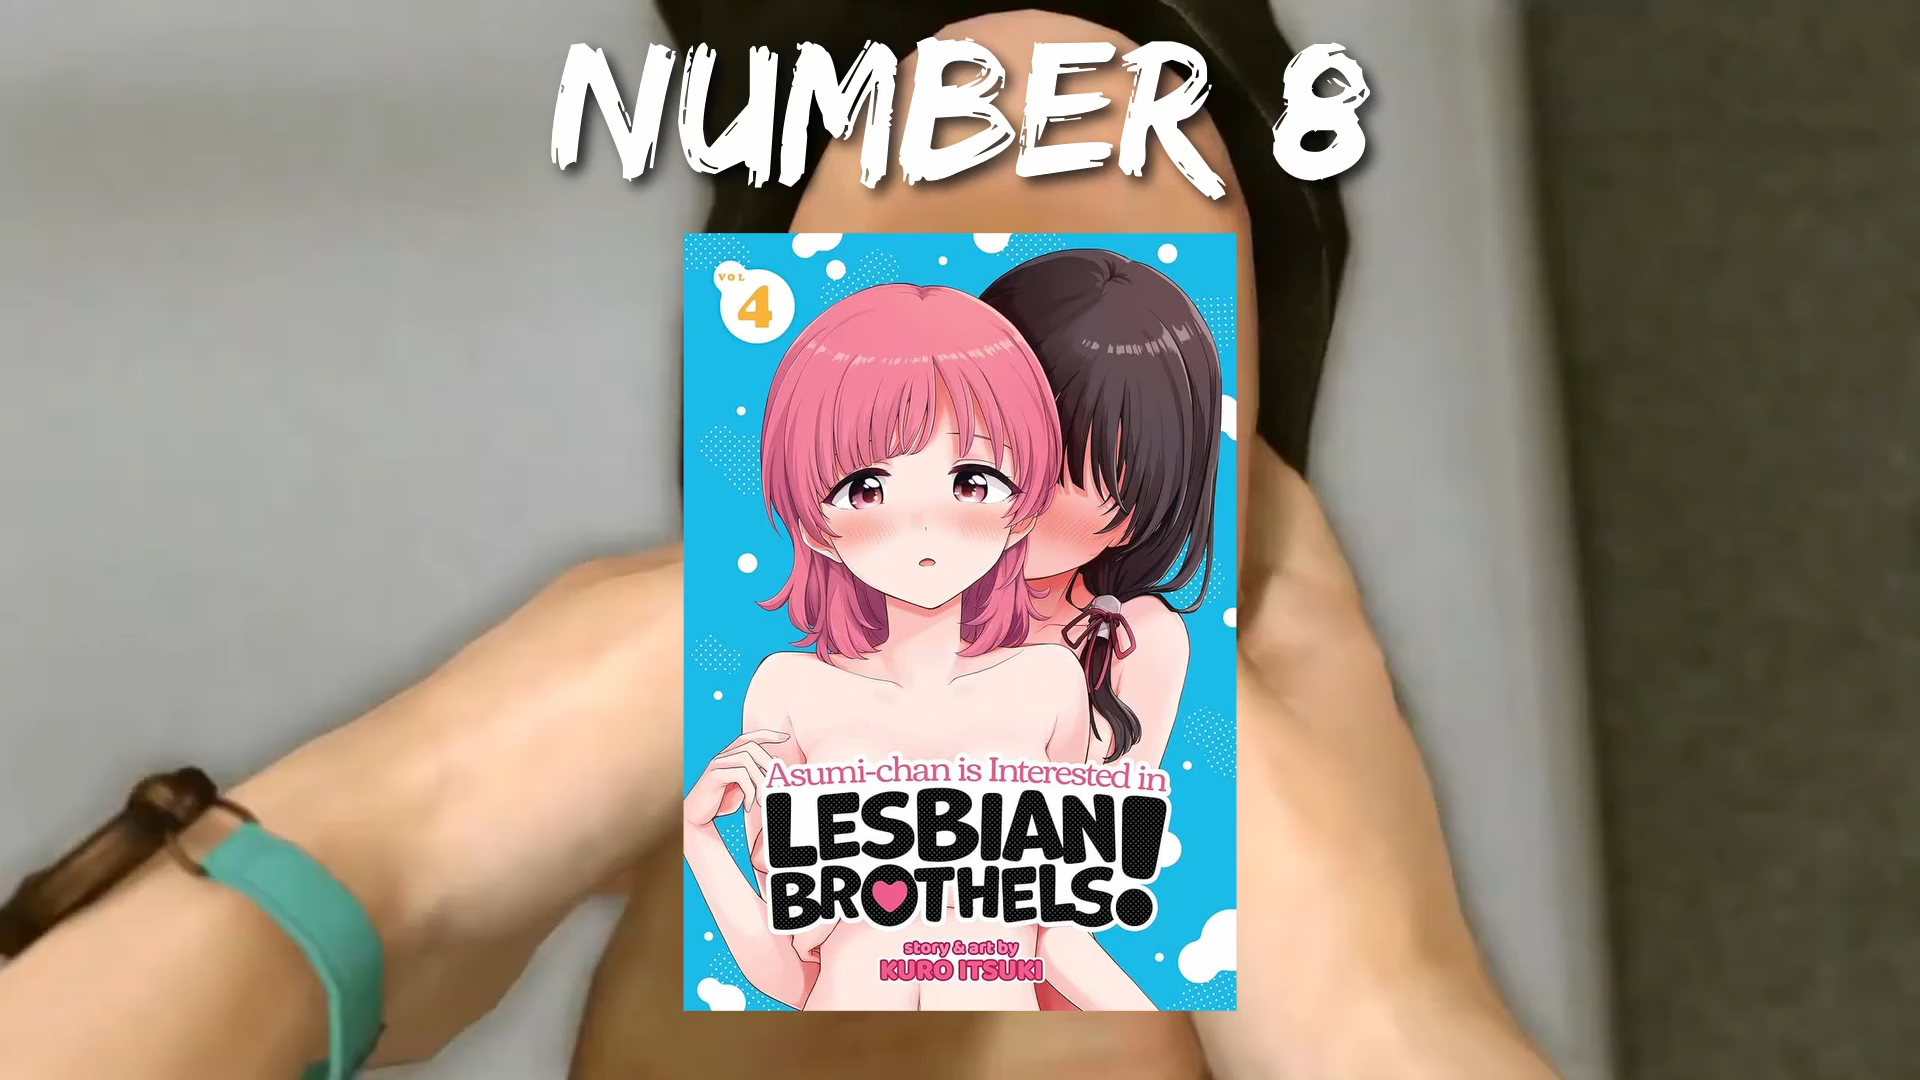 NUMBER 8
VOL
4
Asumi-chan is Interested in
LESBIAN
BROTHELS!
story & art by
KURO ITSUKI